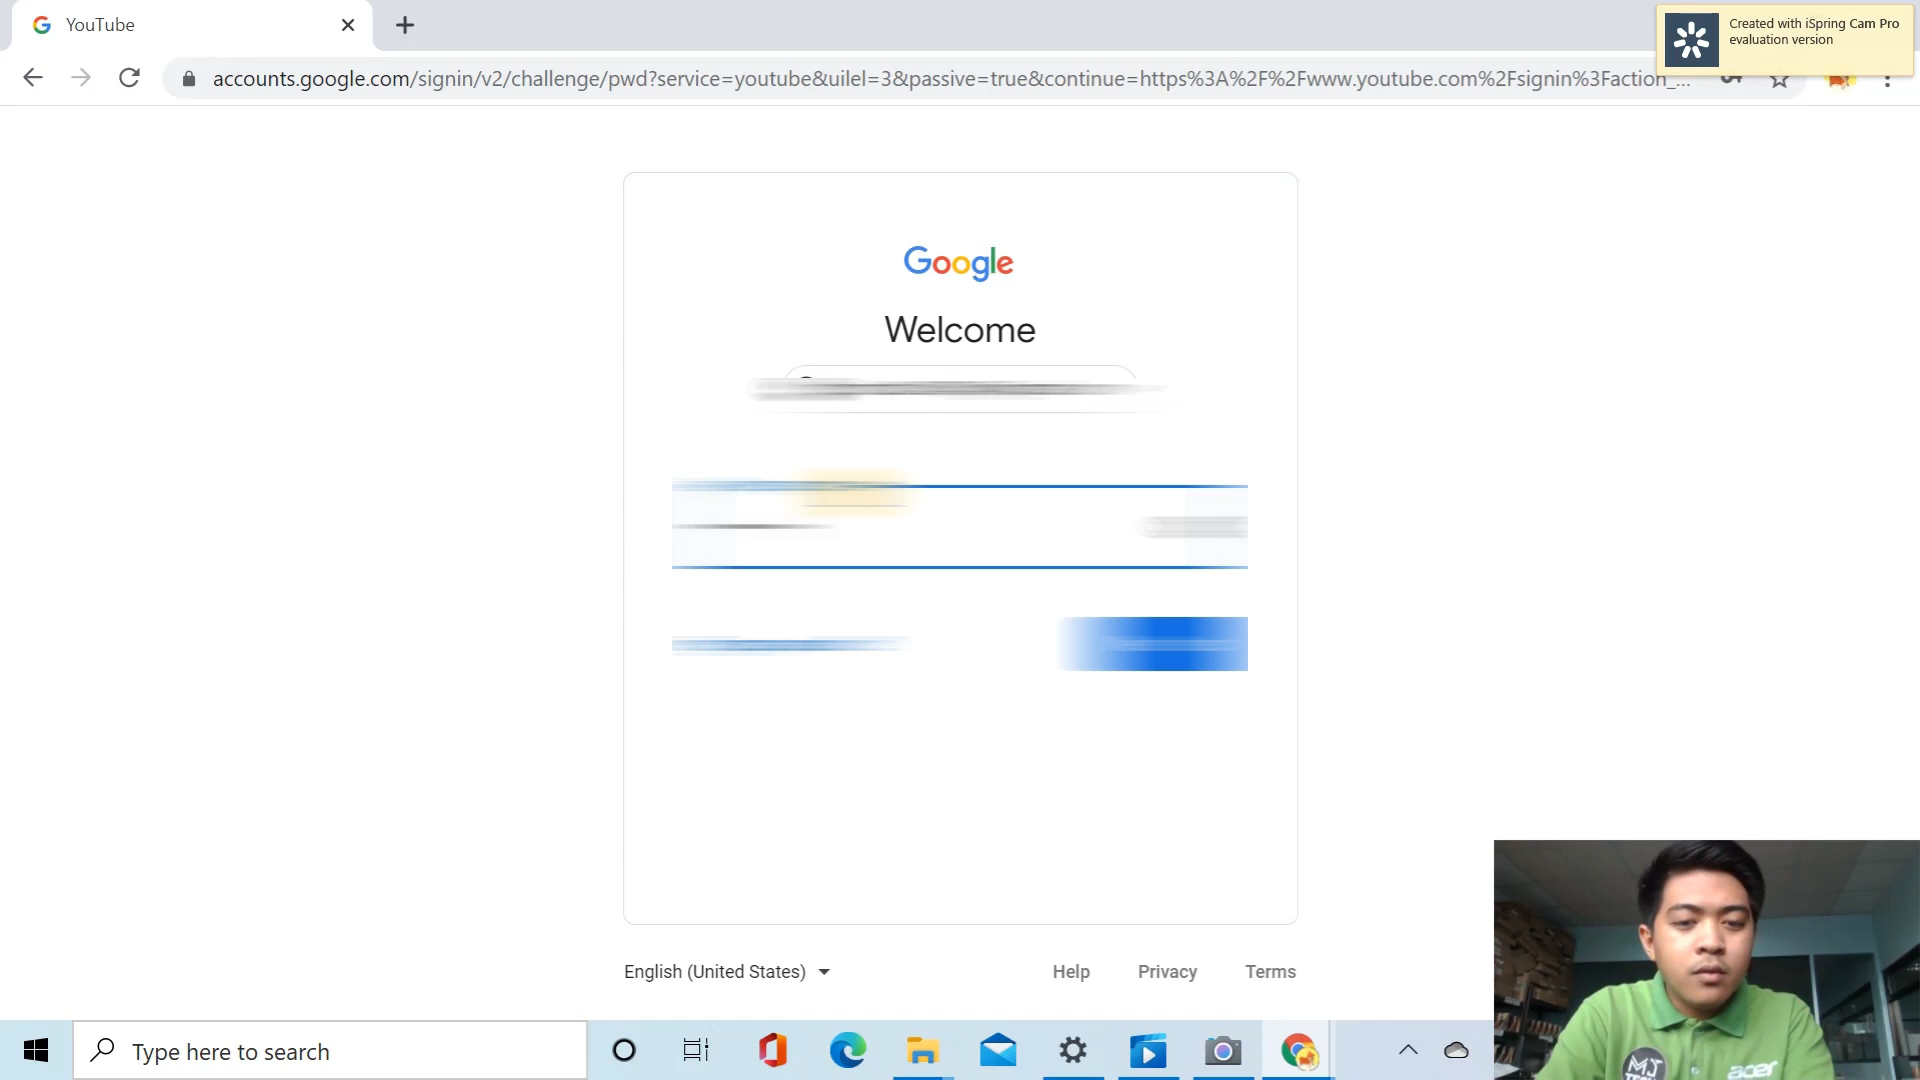 YouTube
Created with iSpring Cam Pro
evaluation version
accounts.google.com/signin/v2/challenge/pwd?service=youtube&uilel=3&passive=true&continue=https%3A%2F%2Fwww.youtube.com%2Fsignin%3Faction_...
Google
Welcome
English (United States)
Help
Privacy
Terms
Type here to search
MJ
acer